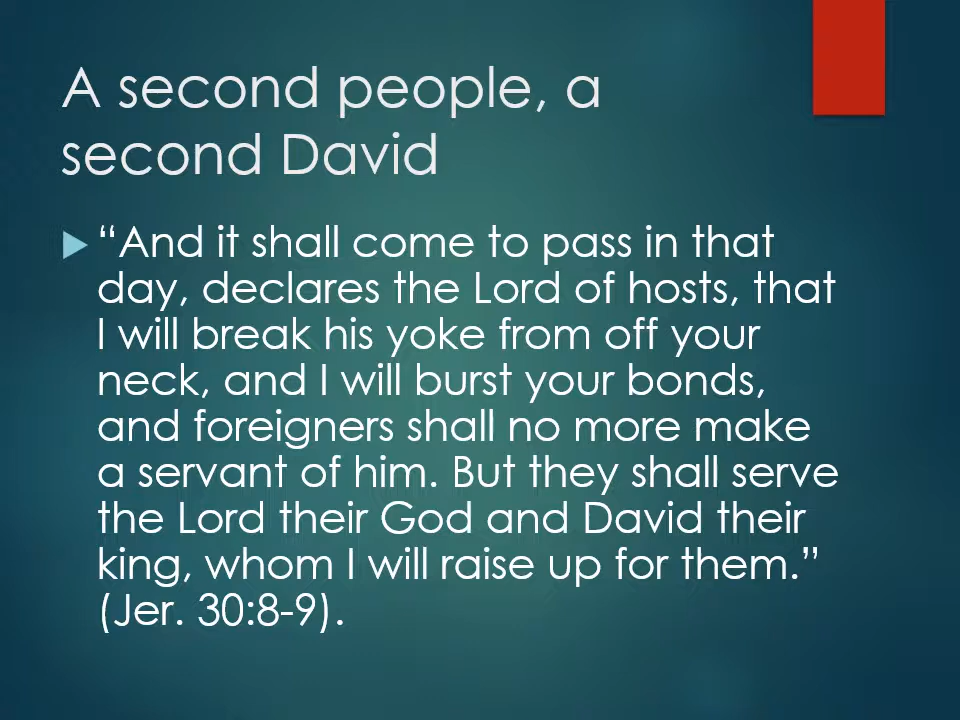 A second people, a
second David
“And it shall come to pass in that
day, declares the Lord of hosts, that
I will break his yoke from off your
neck, and I will burst your bonds,
and foreigners shall no more make
a servant of him. But they shall serve
the Lord their God and David their
king, whom I will raise up for them.”
(Jer. 30:8-9).